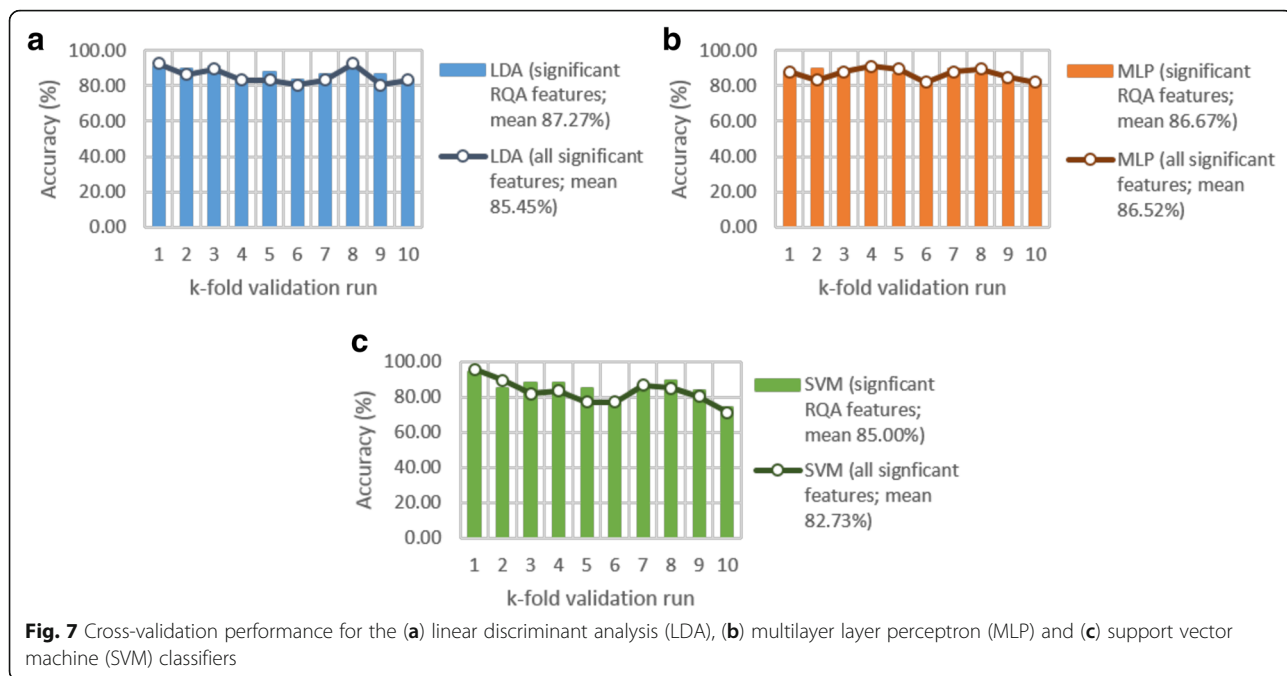 a
100.00
80.00
60.00
40.00
20.00
0.00
Accuracy (%)
1 2 3 4 5 6 7 8 9 10
k-fold validation run
LDA (significant
RQA features;
mean 87.27%)
LDA (all significant
features; mean
85.45%)
b
100.00
80.00
60.00
40.00
20.00
0.00
Accuracy (%)
1 2 3 4 5 6 7 8 9 10
k-fold validation run
MLP (significant
RQA features;
mean 86.67%)
MLP (all significant
features; mean
86.52%)
c
100.00
80.00
60.00
40.00
20.00
0.00
Accuracy (%)
1 2 3 4 5 6 7 8 9 10
k-fold validation run
SVM (signficant
RQA features;
mean 85.00%)
SVM (all signficant
features; mean
82.73%)
Fig. 7 Cross-validation performance for the (a) linear discriminant analysis (LDA), (b) multilayer layer perceptron (MLP) and (c) support vector
machine (SVM) classifiers